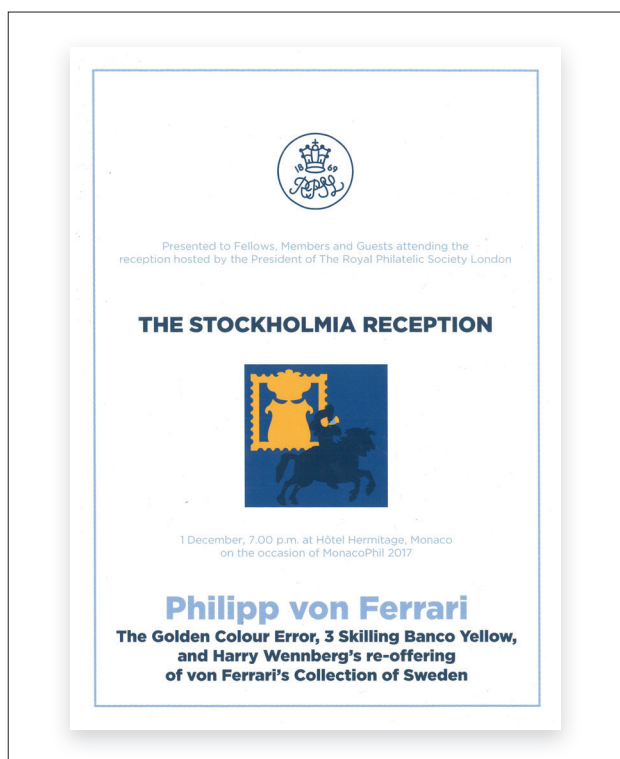 18 69
RPSL
Presented to Fellows, Members and Guests attending the
reception hosted by the President of The Royal Philatelic Society London
THE STOCKHOLMIA RECEPTION
1 December, 7.00 p.m. at Hôtel Hermitage, Monaco
on the occasion of MonacoPhil 2017
Philipp von Ferrari
The Golden Colour Error, 3 Skilling Banco Yellow,
and Harry Wennberg's re-offering
of von Ferrari's Collection of Sweden